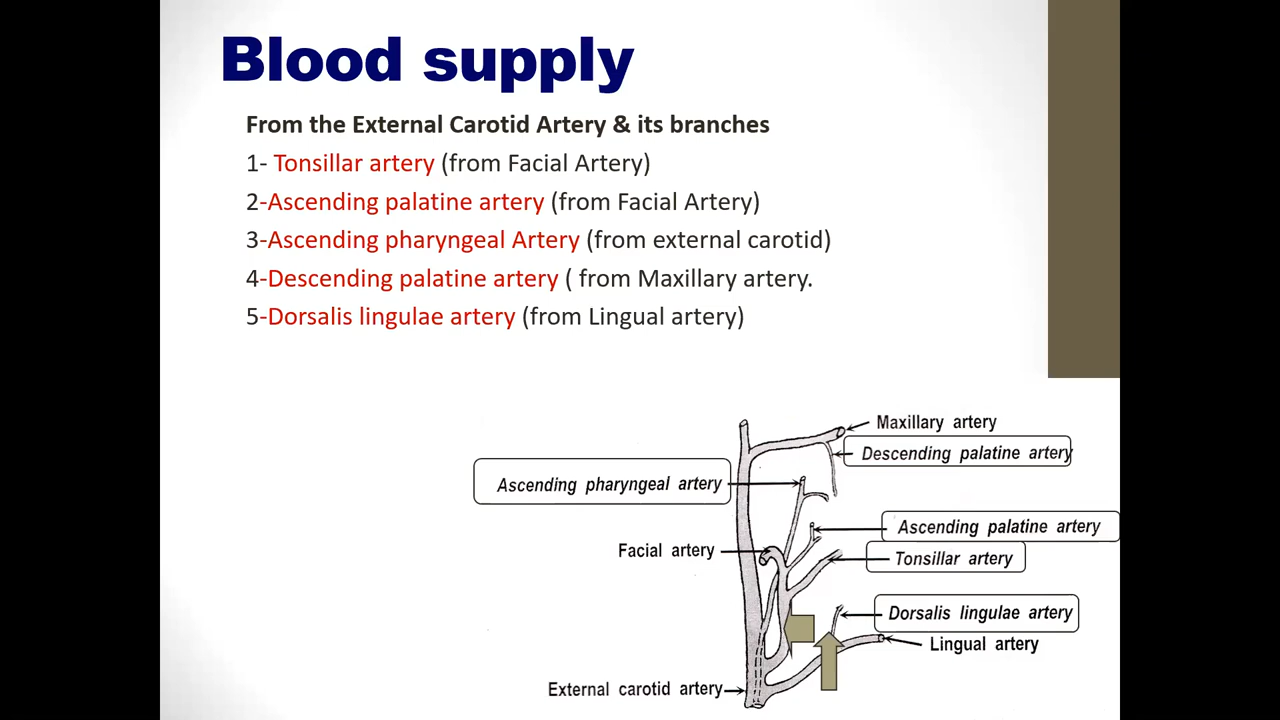 Blood supply
From the External Carotid Artery & its branches
1- Tonsillar artery (from Facial Artery)
2-Ascending palatine artery (from Facial Artery)
3-Ascending pharyngeal Artery (from external carotid)
4-Descending palatine artery ( from Maxillary artery.
5-Dorsalis lingulae artery (from Lingual artery)
Maxillary artery
Descending palatine artery
Ascending pharyngeal artery
Ascending palatine artery
Facial artery
Tonsillar artery
Dorsalis lingulae artery
Lingual artery
External carotid artery